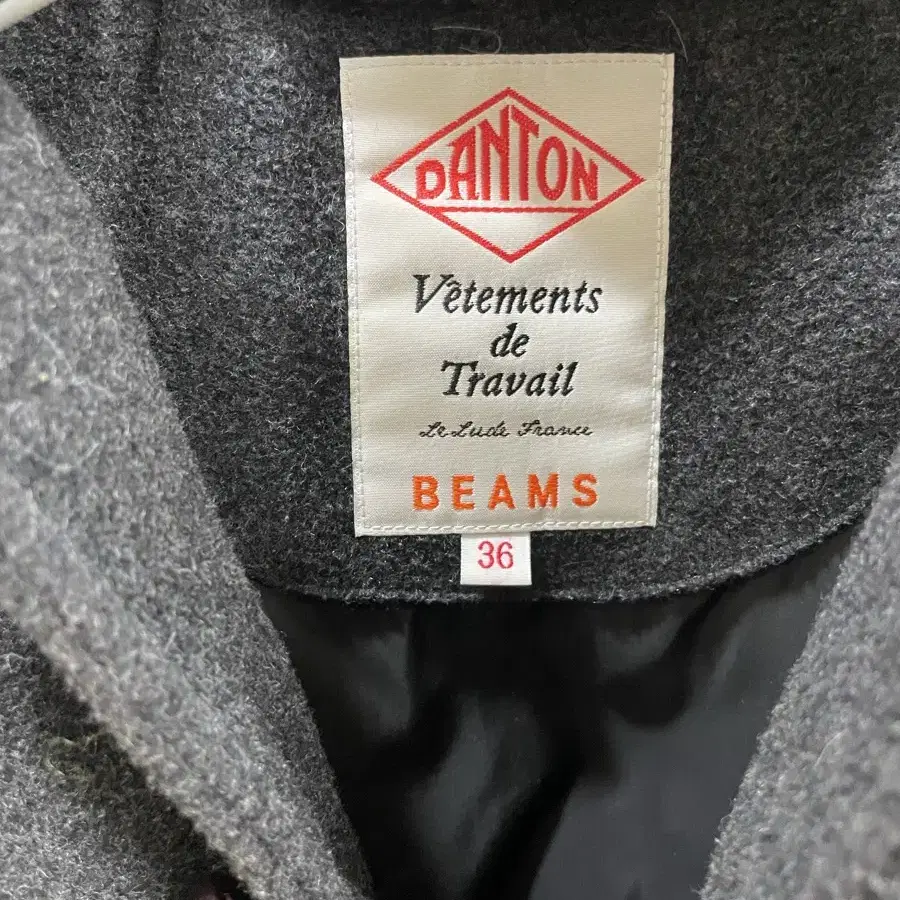 DANTON
Vêtements
de
Travail
Le Lude France
BEAMS
36